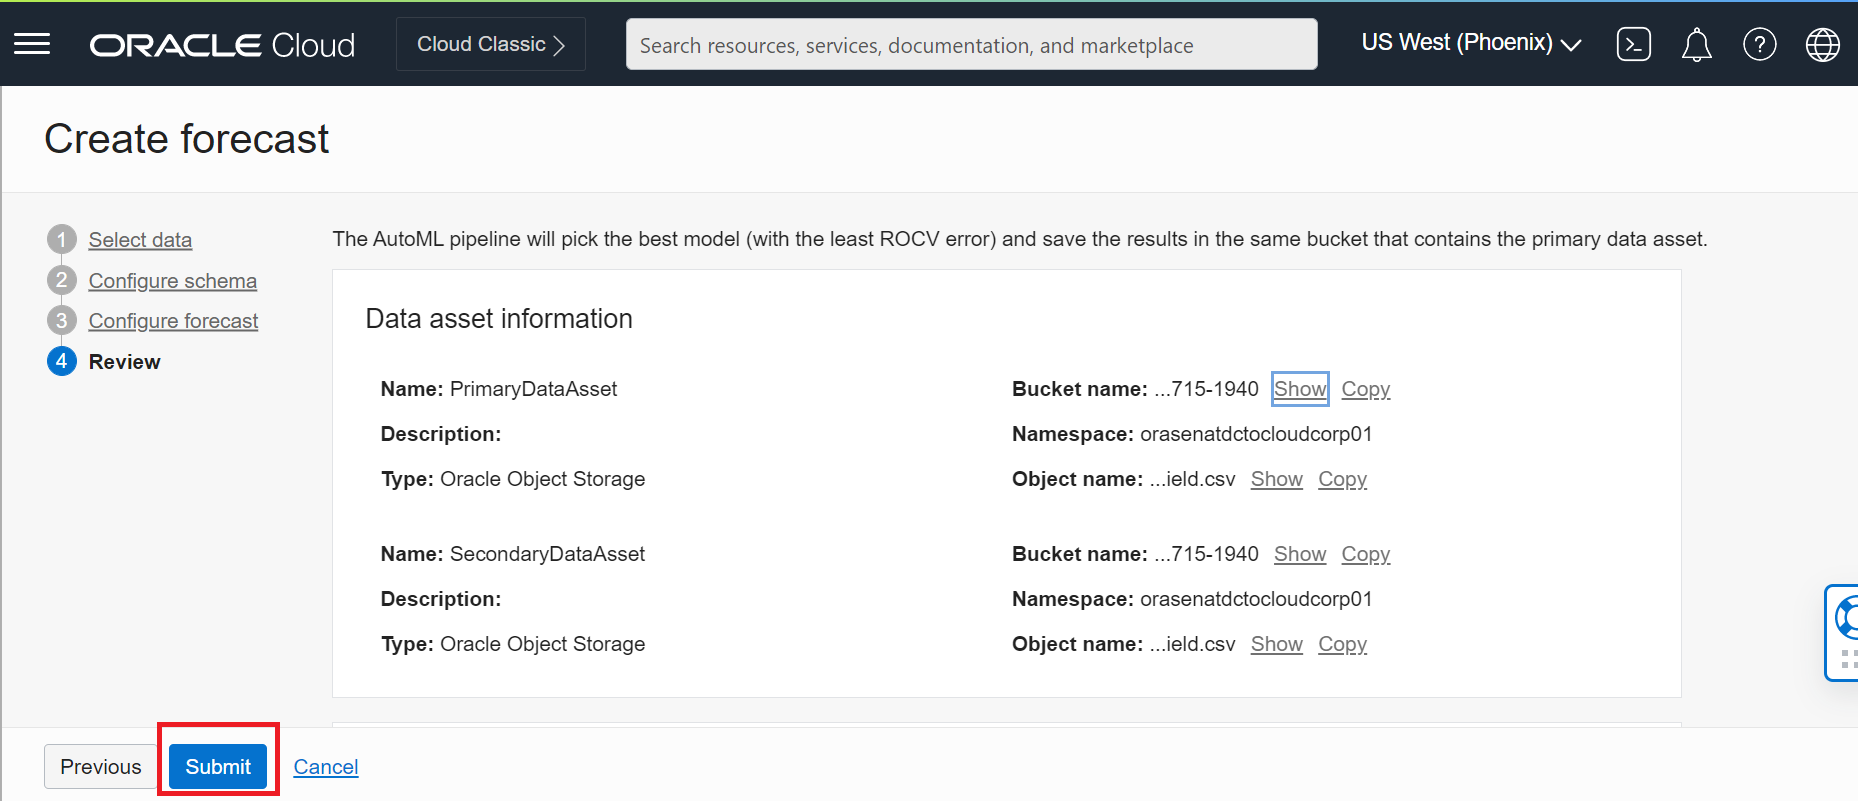 ORACLE Cloud
Cloud Classic
Search resources, services, documentation, and marketplace
US West (Phoenix)
Create forecast
1 Select data
2 Configure schema
3 Configure forecast
4 Review
The AutoML pipeline will pick the best model (with the least ROCV error) and save the results in the same bucket that contains the primary data asset.
Data asset information
Name: PrimaryDataAsset
Bucket name: ...715-1940 Show Copy
Description:
Namespace: orasenatdctocloudcorp01
Type: Oracle Object Storage
Object name: ...ield.csv Show Copy
Name: SecondaryDataAsset
Bucket name: ...715-1940 Show Copy
Description:
Namespace: orasenatdctocloudcorp01
Type: Oracle Object Storage
Object name: ...ield.csv Show Copy
Previous Submit Cancel